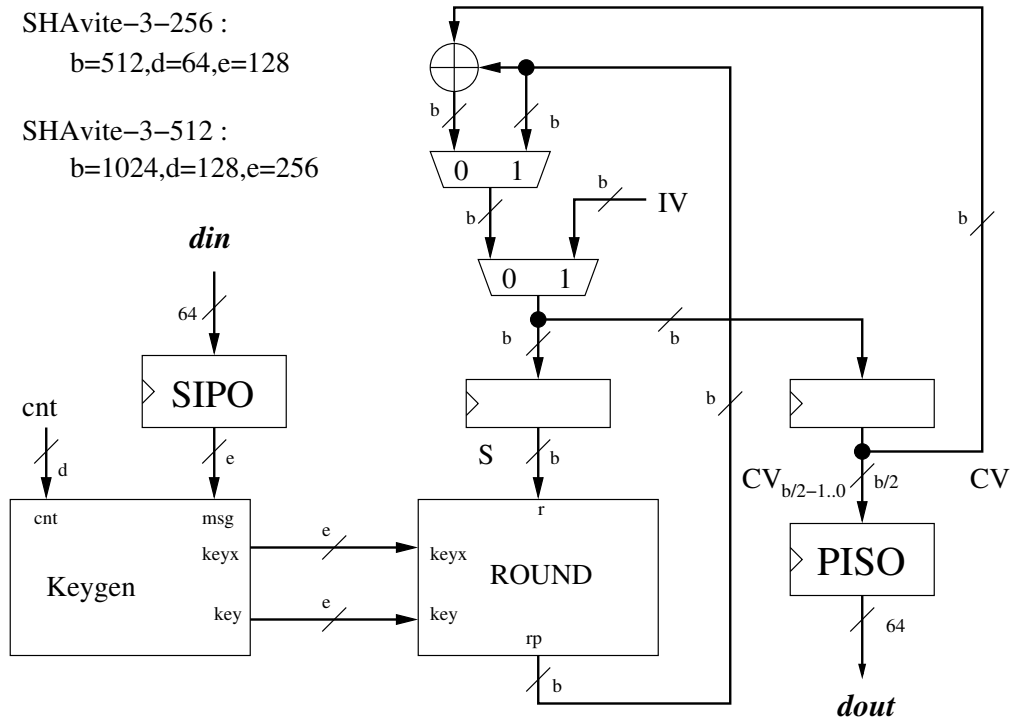 SHAvite−3−256 :
b=512,d=64,e=128
SHAvite−3−512 :
b=1024,d=128,e=256
b
b
0 1
b
b
IV
b
din
0 1
64
b
b
SIPO
b
cnt
d
e
S
b
CV b/2−1..0
b/2
CV
cnt
msg
r
keyx
e
keyx
Keygen
ROUND
PISO
key
e
key
rp
64
b
dout